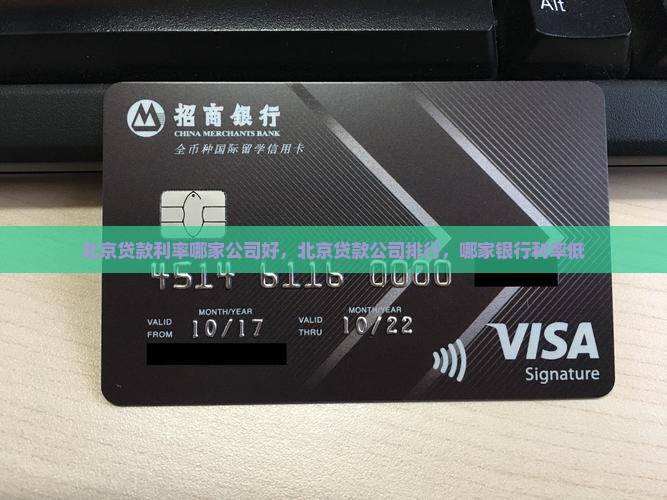 Alt
招商銀行
CHINA MERCHANTS BANK
全币种国际留学信用卡
北京贷款利率哪家公司好，北京贷款公司排行，哪家银行利率低
4514 6116 0000
MONTH/YEAR MONTH/YEAR
VALID FROM 10/17 VALID THRU 10/22
VISA
Signature